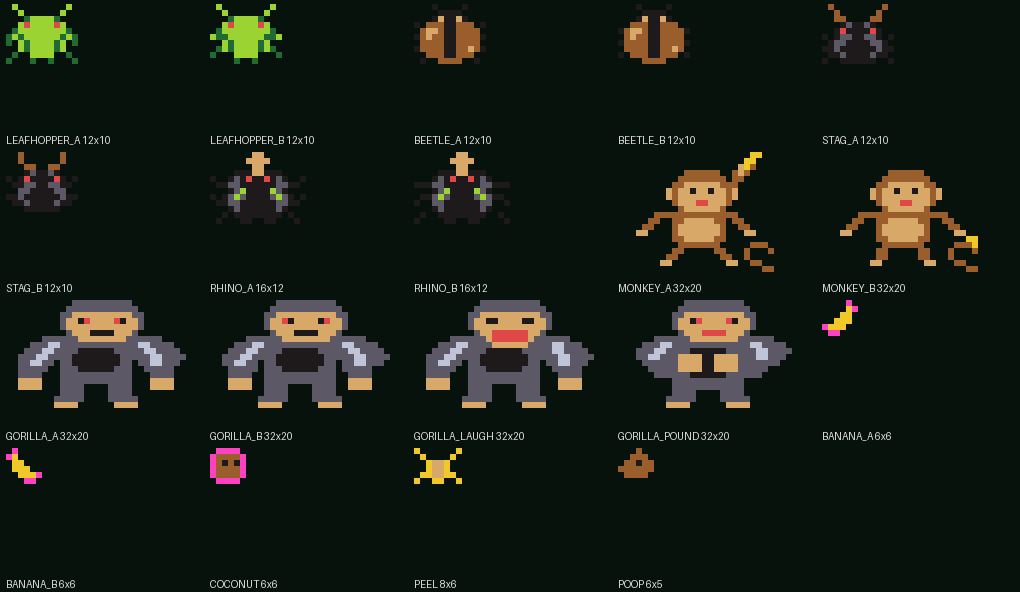 LEAFHOPPER_A 12x10
LEAFHOPPER_B 12x10
BEETLE_A 12x10
BEETLE_B 12x10
STAG_A 12x10
STAG_B 12x10
RHINO_A 16x12
RHINO_B 16x12
MONKEY_A 32x20
MONKEY_B 32x20
GORILLA_A 32x20
GORILLA_B 32x20
GORILLA_LAUGH 32x20
GORILLA_POUND 32x20
BANANA_A 6x6
BANANA_B 6x6
COCONUT 6x6
PEEL 8x6
POOP 6x5